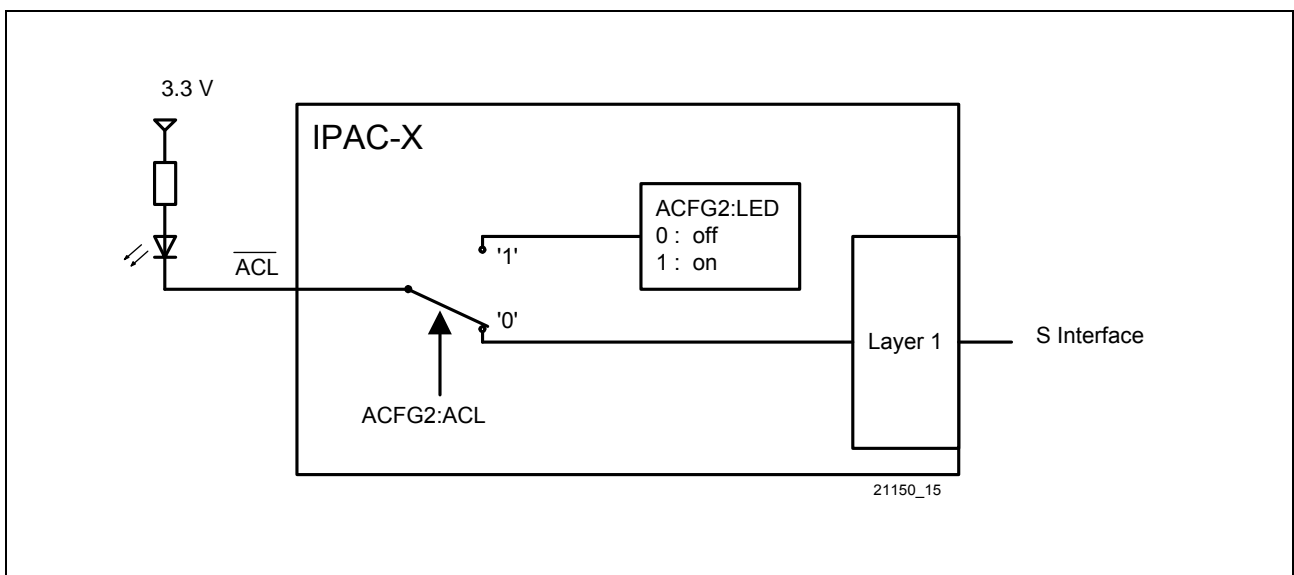 3.3 V
IPAC-X
ACFG2:LED
0 : off
1 : on
ACL
'1'
'0'
Layer 1
S Interface
ACFG2:ACL
21150_15